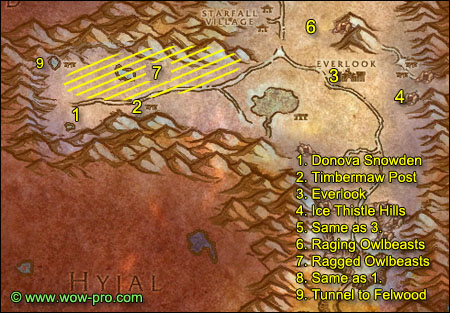 STARFALL
VILLAGE
6
9
7
EVERLOOK
3
4
1
2
1. Donova Snowden
2. Timbermaw Post
3. Everlook
4. Ice Thistle Hills
5. Same as 3.
6. Raging Owlbeasts
7. Ragged Owlbeasts
8. Same as 1.
9. Tunnel to Felwood
HYJAL
© www.wow-pro.com